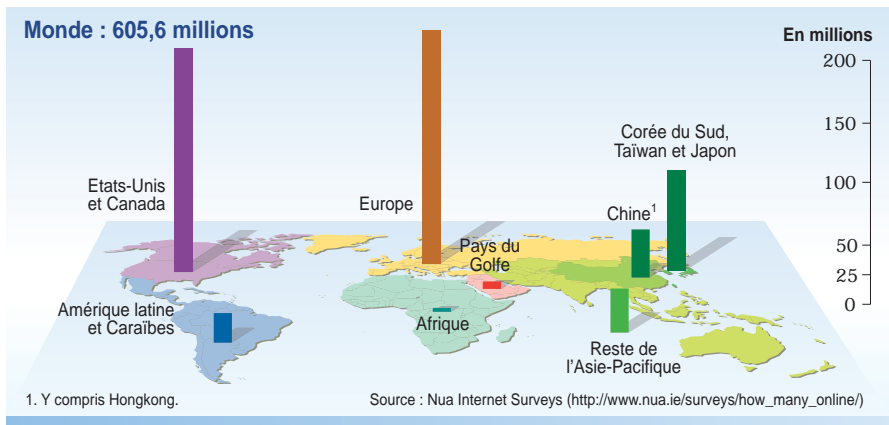 Monde : 605,6 millions
En millions
200
150
100
50
25
0
Etats-Unis
et Canada
Europe
Corée du Sud,
Taïwan et Japon
Chine¹
Pays du
Golfe
Amérique latine
et Caraïbes
Afrique
Reste de
l'Asie-Pacifique
1. Y compris Hongkong.
Source : Nua Internet Surveys (http://www.nua.ie/surveys/how_many_online/)